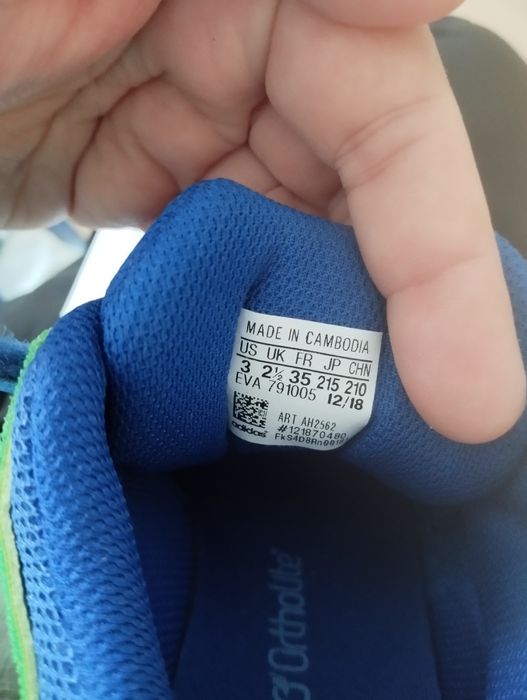 MADE IN CAMBODIA
US UK FR JP CHN
3 2½ 35 215 210
EVA 791005 12/18
ART AH2562
#121870480
adidas
OrthoLite